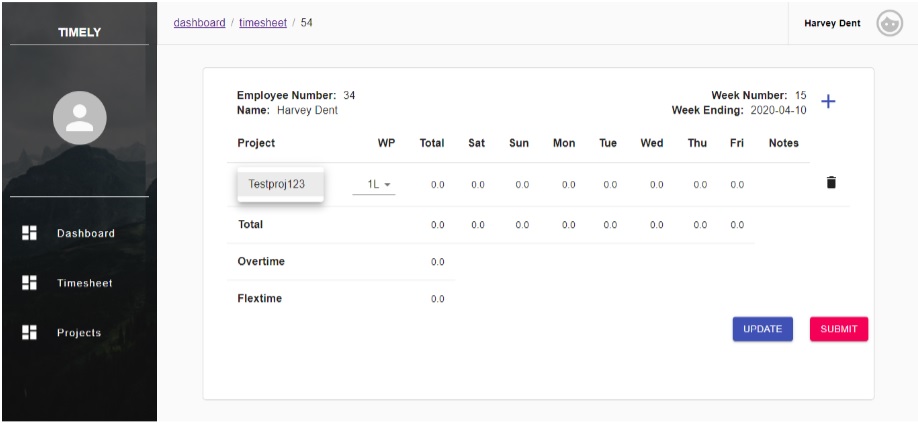 TIMELY
dashboard / timesheet / 54
Harvey Dent
Employee Number: 34
Name: Harvey Dent
Week Number: 15
Week Ending: 2020-04-10
+
Project WP Total Sat Sun Mon Tue Wed Thu Fri Notes
Testproj123 1L 0.0 0.0 0.0 0.0 0.0 0.0 0.0 0.0
Total 0.0 0.0 0.0 0.0 0.0 0.0 0.0 0.0
Overtime 0.0
Flextime 0.0
UPDATE SUBMIT
Dashboard
Timesheet
Projects